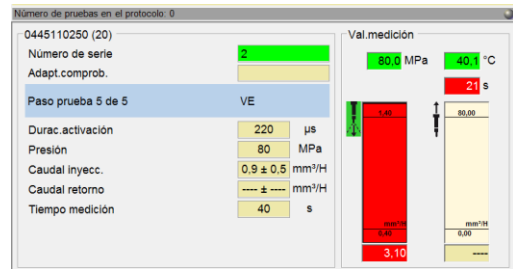 Número de pruebas en el protocolo: 0
0445110250 (20)
Número de serie 2
Adapt.comprob.
Paso prueba 5 de 5 VE
Durac.activación 220 µs
Presión 80 MPa
Caudal inyecc. 0,9 ± 0,5 mm³/H
Caudal retorno ---- ± ---- mm³/H
Tiempo medición 40 s
Val.medición
80,0 MPa 40,1 °C
21 s
1,40 80,00
mm³/H mm³/H
0,40 0,00
3,10 ----